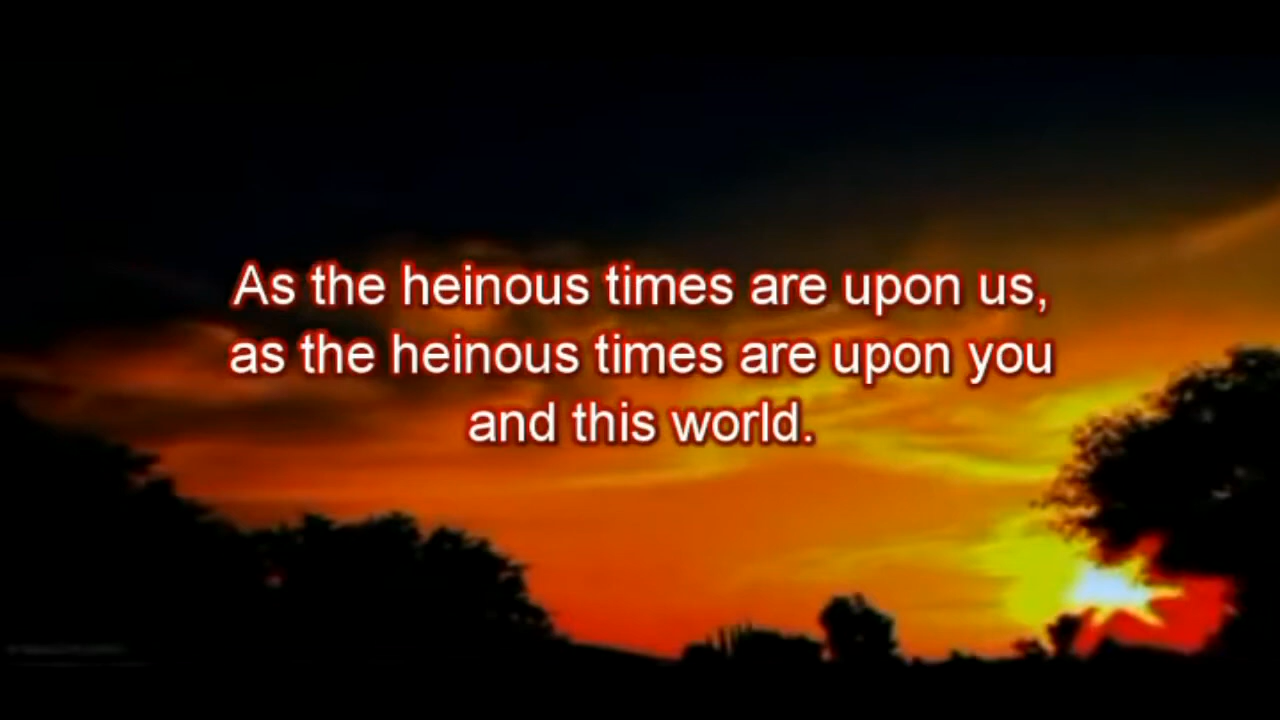 As the heinous times are upon us,
as the heinous times are upon you
and this world.